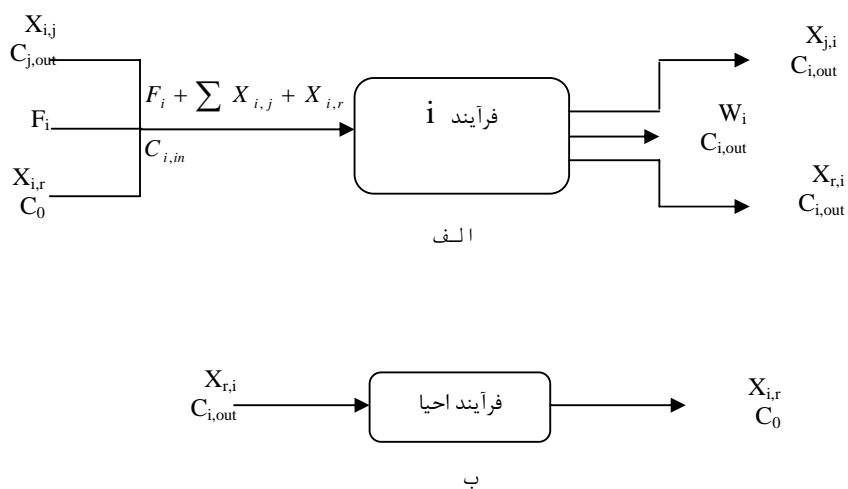 X_{i,j}
C_{j,out}
F_i
X_{i,r}
C_0
F_i + ∑ X_{i,j} + X_{i,r}
C_{i,in}
فرآیند i
X_{j,i}
C_{i,out}
W_i
C_{i,out}
X_{r,i}
C_{i,out}
الف
X_{r,i}
C_{i,out}
فرآیند احیا
X_{i,r}
C_0
ب